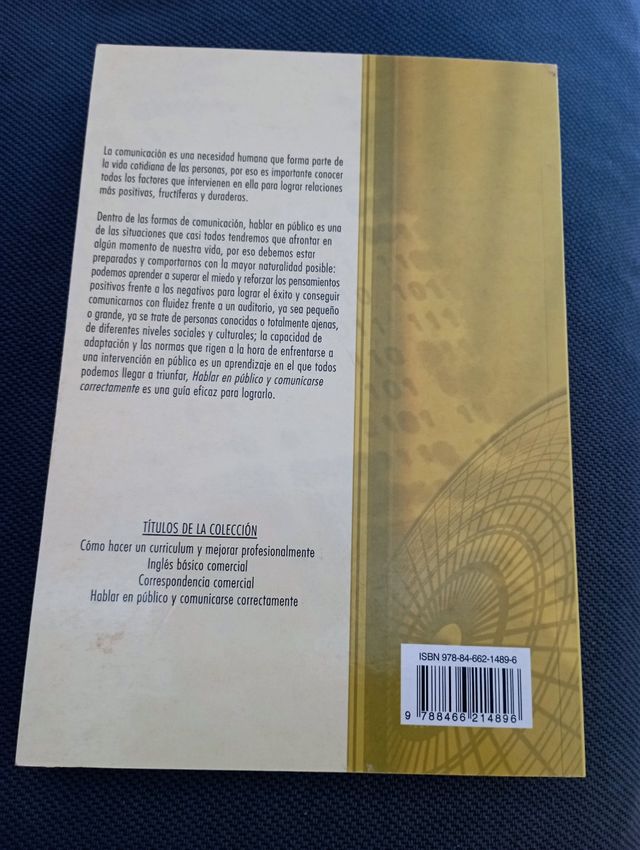 La comunicación es una necesidad humana que forma parte de
la vida cotidiana de las personas, por eso es importante conocer
todos los factores que intervienen en ella para lograr relaciones
más positivas, fructíferas y duraderas.
Dentro de las formas de comunicación, hablar en público es una
de las situaciones que casi todos tendremos que afrontar en
algún momento de nuestra vida, por eso debemos estar
preparados y comportarnos con la mayor naturalidad posible:
podemos aprender a superar el miedo y reforzar los pensamientos
positivos frente a los negativos para lograr el éxito y conseguir
comunicarnos con fluidez frente a un auditorio, ya sea pequeño
o grande, ya se trate de personas conocidas o totalmente ajenas,
de diferentes niveles sociales y culturales; la capacidad de
adaptación y las normas que rigen a la hora de enfrentarse a
una intervención en público es un aprendizaje en el que todos
podemos llegar a triunfar, Hablar en público y comunicarse
correctamente es una guía eficaz para lograrlo.
TÍTULOS DE LA COLECCIÓN
Cómo hacer un curriculum y mejorar profesionalmente
Inglés básico comercial
Correspondencia comercial
Hablar en público y comunicarse correctamente
ISBN 978-84-662-1489-6
9 788466 214896